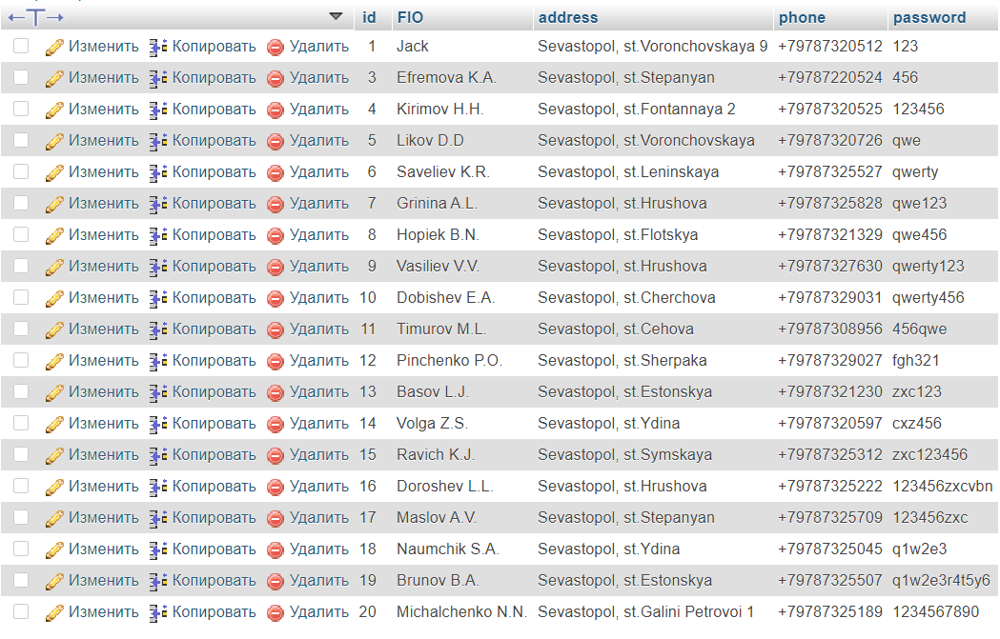 id FIO address phone password
Изменить Копировать Удалить 1 Jack Sevastopol, st.Voronchovskaya 9 +79787320512 123
Изменить Копировать Удалить 3 Efremova K.A. Sevastopol, st.Stepanyan +79787220524 456
Изменить Копировать Удалить 4 Kirimov H.H. Sevastopol, st.Fontannaya 2 +79787320525 123456
Изменить Копировать Удалить 5 Likov D.D Sevastopol, st.Voronchovskaya +79787320726 qwe
Изменить Копировать Удалить 6 Saveliev K.R. Sevastopol, st.Leninskaya +79787325527 qwerty
Изменить Копировать Удалить 7 Grinina A.L. Sevastopol, st.Hrushova +79787325828 qwe123
Изменить Копировать Удалить 8 Hopiek B.N. Sevastopol, st.Flotskya +79787321329 qwe456
Изменить Копировать Удалить 9 Vasiliev V.V. Sevastopol, st.Hrushova +79787327630 qwerty123
Изменить Копировать Удалить 10 Dobishev E.A. Sevastopol, st.Cherchova +79787329031 qwerty456
Изменить Копировать Удалить 11 Timurov M.L. Sevastopol, st.Cehova +79787308956 456qwe
Изменить Копировать Удалить 12 Pinchenko P.O. Sevastopol, st.Sherpaka +79787329027 fgh321
Изменить Копировать Удалить 13 Basov L.J. Sevastopol, st.Estonskya +79787321230 zxc123
Изменить Копировать Удалить 14 Volga Z.S. Sevastopol, st.Ydina +79787320597 cxz456
Изменить Копировать Удалить 15 Ravich K.J. Sevastopol, st.Symskaya +79787325312 zxc123456
Изменить Копировать Удалить 16 Doroshev L.L. Sevastopol, st.Hrushova +79787325222 123456zxcvbn
Изменить Копировать Удалить 17 Maslov A.V. Sevastopol, st.Stepanyan +79787325709 123456zxc
Изменить Копировать Удалить 18 Naumchik S.A. Sevastopol, st.Ydina +79787325045 q1w2e3
Изменить Копировать Удалить 19 Brunov B.A. Sevastopol, st.Estonskya +79787325507 q1w2e3r4t5y6
Изменить Копировать Удалить 20 Michalchenko N.N. Sevastopol, st.Galini Petrovoi 1 +79787325189 1234567890